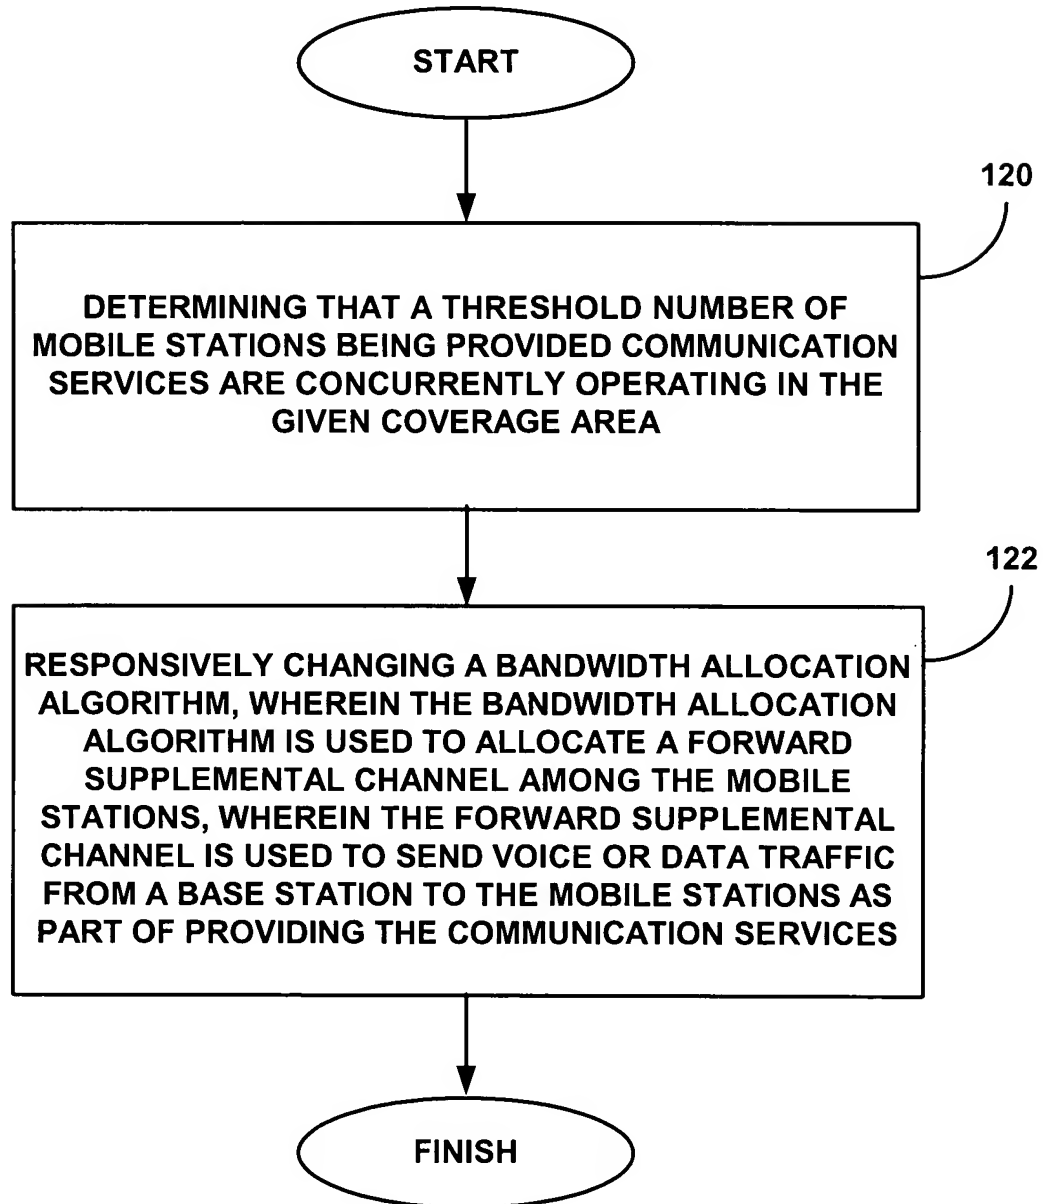 START
120
DETERMINING THAT A THRESHOLD NUMBER OF
MOBILE STATIONS BEING PROVIDED COMMUNICATION
SERVICES ARE CONCURRENTLY OPERATING IN THE
GIVEN COVERAGE AREA
122
RESPONSIVELY CHANGING A BANDWIDTH ALLOCATION
ALGORITHM, WHEREIN THE BANDWIDTH ALLOCATION
ALGORITHM IS USED TO ALLOCATE A FORWARD
SUPPLEMENTAL CHANNEL AMONG THE MOBILE
STATIONS, WHEREIN THE FORWARD SUPPLEMENTAL
CHANNEL IS USED TO SEND VOICE OR DATA TRAFFIC
FROM A BASE STATION TO THE MOBILE STATIONS AS
PART OF PROVIDING THE COMMUNICATION SERVICES
FINISH